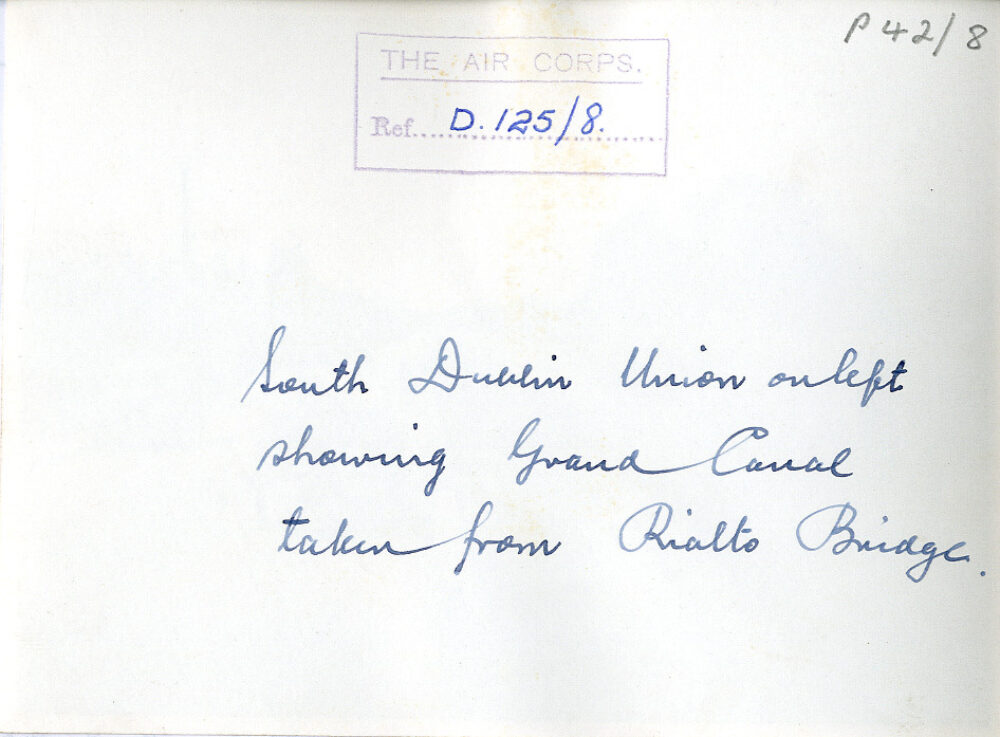 P42/8
THE AIR CORPS.
Ref.....D.125/8.......
South Dublin Union on left
showing Grand Canal
taken from Rialto Bridge.